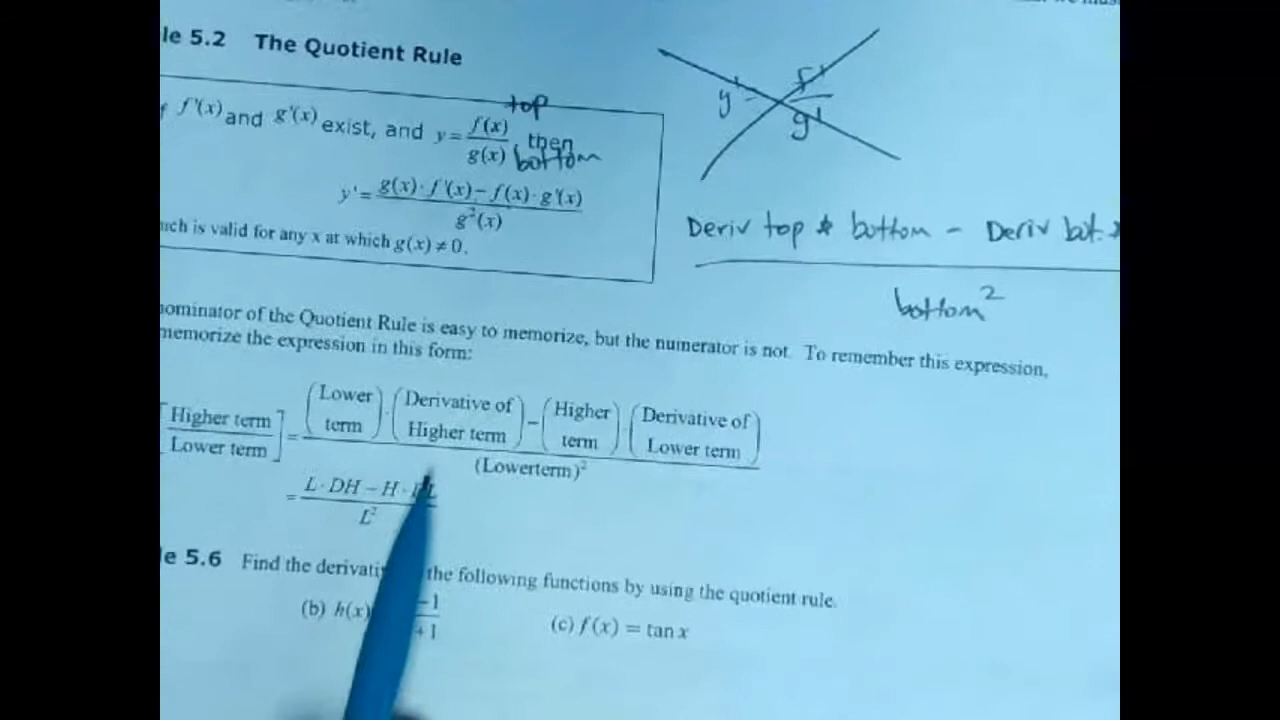 le 5.2 The Quotient Rule
f'(x) and g'(x) exist, and y = f(x)/g(x), then
top
bottom
y' = g(x)·f'(x) − f(x)·g'(x) / g²(x)
is valid for any x at which g(x) ≠ 0.
y' = f'/g'
Deriv top * bottom − Deriv bot.
bottom²
ominator of the Quotient Rule is easy to memorize, but the numerator is not. To remember this expression,
memorize the expression in this form:
[Higher term / Lower term] = (Lower term)·(Derivative of Higher term) − (Higher term)·(Derivative of Lower term) / (Lowerterm)²
= L·DH − H· L / L²
e 5.6 Find the the following functions by using the quotient rule.
(b) h(x) −1 / +1 (c) f(x) = tan x